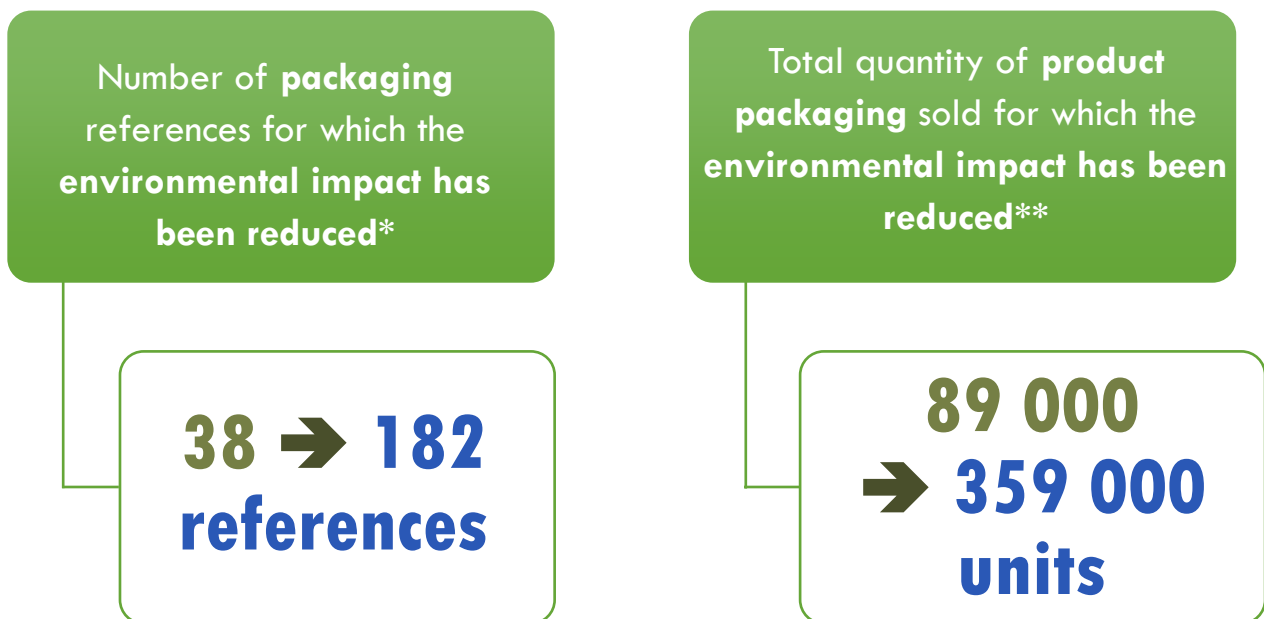 Number of packaging
references for which the
environmental impact has
been reduced*
38 → 182
references
Total quantity of product
packaging sold for which the
environmental impact has been
reduced**
89 000
→ 359 000
units